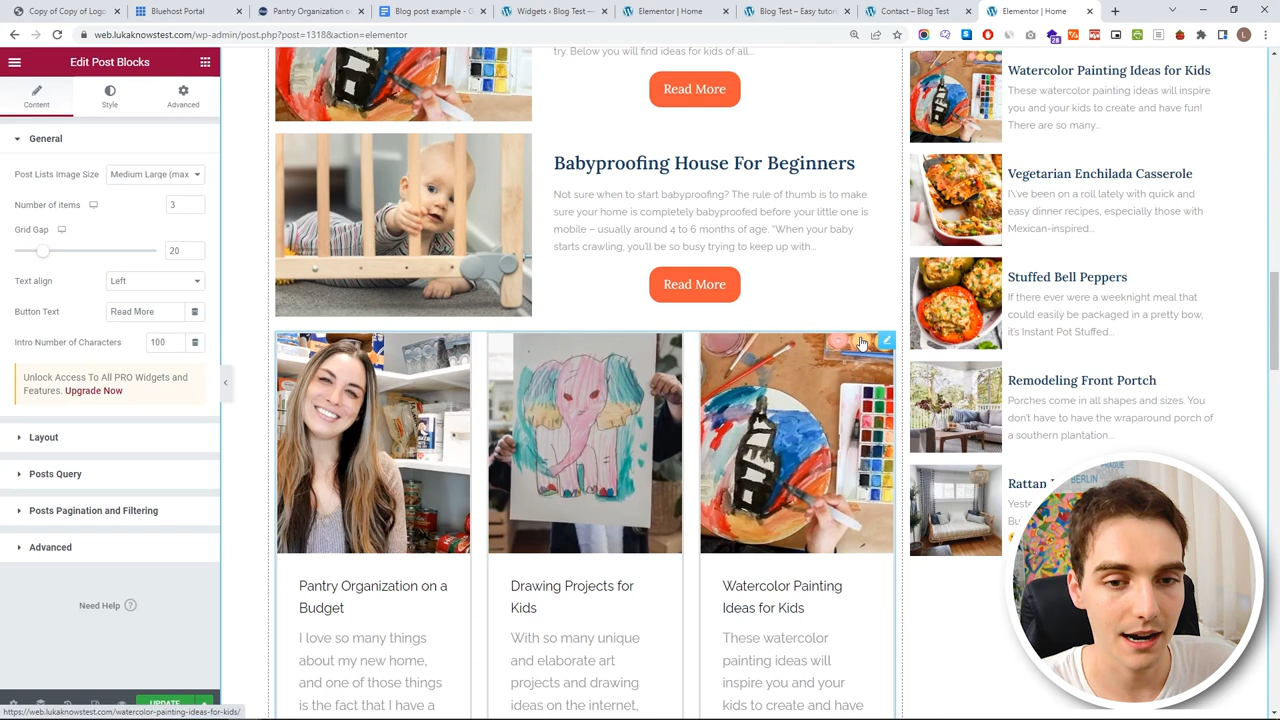 Bluehost Portal
Posts ‹ Blog Test — Wo
Pantry Organization on
Blog - Google Docs
Widgets ‹ Blog Test —
Elementor | Home
Blog Test – Easy tutori
Contact – Blog Test
Elementor | Home
web.lukaknowstest.com/wp-admin/post.php?post=1318&action=elementor
28
L
Edit Post Blocks
Content
Style
Advanced
General
Post Lists Image Size
Medium Large (max
Number of items
3
Grid Gap
20
Text align
Left
Button Text
Read More
Intro Number of Characters
100
Unlock Access To All PRO Widgets and
Features. Upgrade Now
Layout
Posts Query
Posts Pagination and Filtering
Advanced
Need Help
?
UPDATE
https://web.lukaknowstest.com/watercolor-painting-ideas-for-kids/
try. Below you will find ideas for kids of all...
Read More
Babyproofing House For Beginners
Not sure when to start babyproofing? The rule of thumb is to make
sure your home is completely babyproofed before your little one is
mobile – usually around 4 to 6 months of age. "When your baby
starts crawling, you'll be so busy trying to keep up with...
Read More
Pantry Organization on a
Budget
I love so many things
about my new home,
and one of those things
is the fact that I have a
Drawing Projects for
Kids
With so many unique
and elaborate art
projects and drawing
ideas on the internet,
Watercolor Painting
Ideas for Kids
These watercolor
painting ideas will
inspire you and your
kids to create and have
Watercolor Painting Ideas for Kids
These watercolor painting ideas will inspire
you and your kids to create and have fun!
There are so many...
Vegetarian Enchilada Casserole
I\'ve been on a roll lately with quick and
easy dinner recipes, especially those with
Mexican-inspired...
Stuffed Bell Peppers
If there ever were a weeknight meal that
could easily be packaged in a pretty bow,
it's Instant Pot Stuffed...
Remodeling Front Portch
Porches come in all shapes and sizes. You
don't have to have the wraparound porch of
a southern plantation...
Rattan
Yeste
Bu
PRAGUE
BERLIN